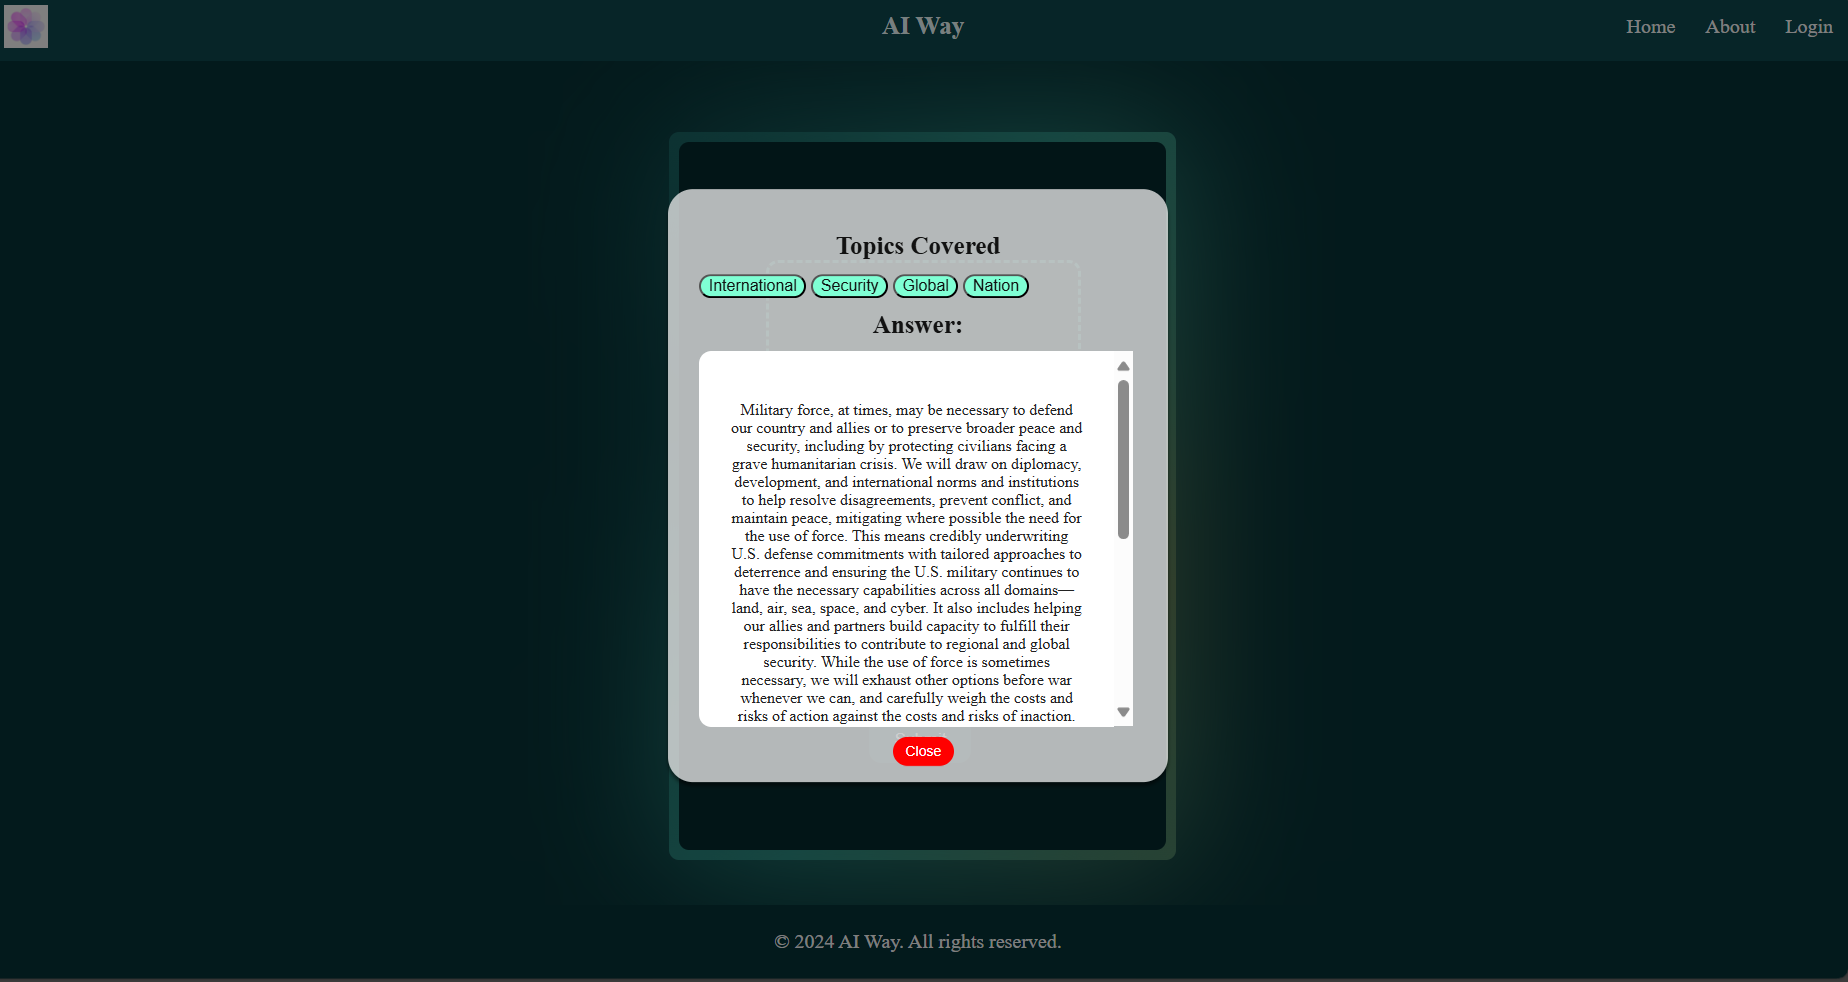 AI Way
Home About Login
Topics Covered
International Security Global Nation
Answer:
Military force, at times, may be necessary to defend
our country and allies or to preserve broader peace and
security, including by protecting civilians facing a
grave humanitarian crisis. We will draw on diplomacy,
development, and international norms and institutions
to help resolve disagreements, prevent conflict, and
maintain peace, mitigating where possible the need for
the use of force. This means credibly underwriting
U.S. defense commitments with tailored approaches to
deterrence and ensuring the U.S. military continues to
have the necessary capabilities across all domains—
land, air, sea, space, and cyber. It also includes helping
our allies and partners build capacity to fulfill their
responsibilities to contribute to regional and global
security. While the use of force is sometimes
necessary, we will exhaust other options before war
whenever we can, and carefully weigh the costs and
risks of action against the costs and risks of inaction.
Close
© 2024 AI Way. All rights reserved.